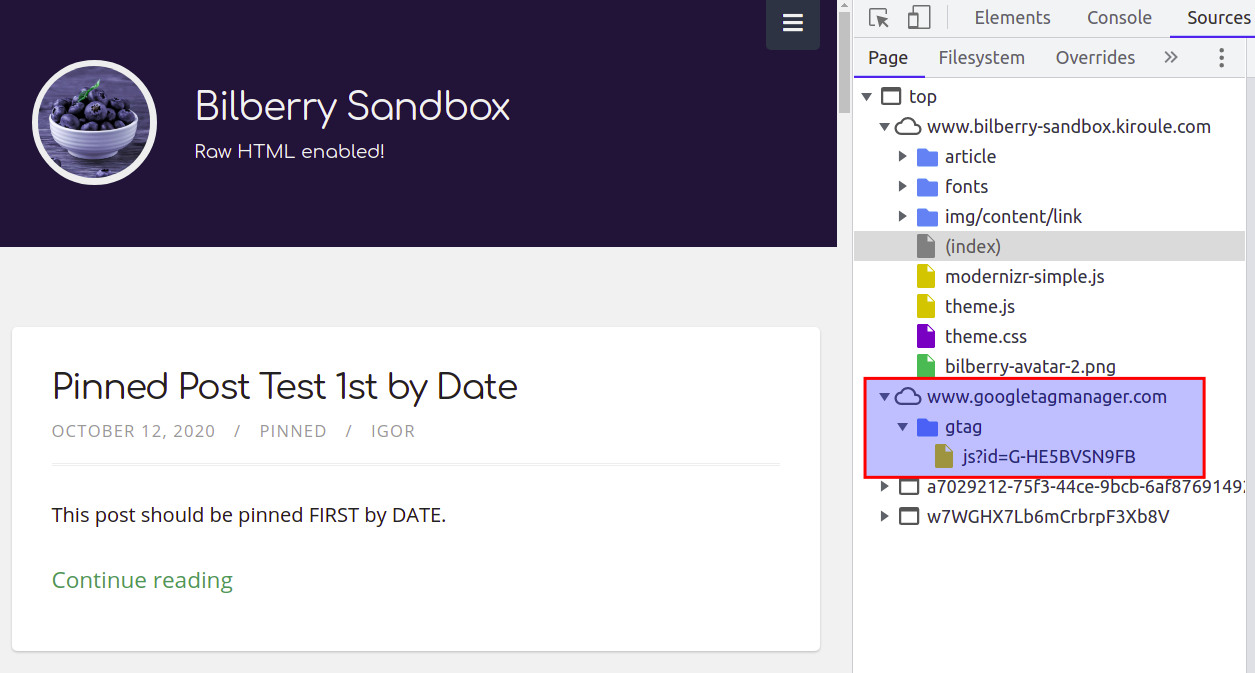 Bilberry Sandbox
Raw HTML enabled!
Pinned Post Test 1st by Date
OCTOBER 12, 2020 / PINNED / IGOR
This post should be pinned FIRST by DATE.
Continue reading
Elements Console Sources
Page Filesystem Overrides »
top
www.bilberry-sandbox.kiroule.com
article
fonts
img/content/link
(index)
modernizr-simple.js
theme.js
theme.css
bilberry-avatar-2.png
www.googletagmanager.com
gtag
js?id=G-HE5BVSN9FB
a7029212-75f3-44ce-9bcb-6af8769149
w7WGHX7Lb6mCrbrpF3Xb8V